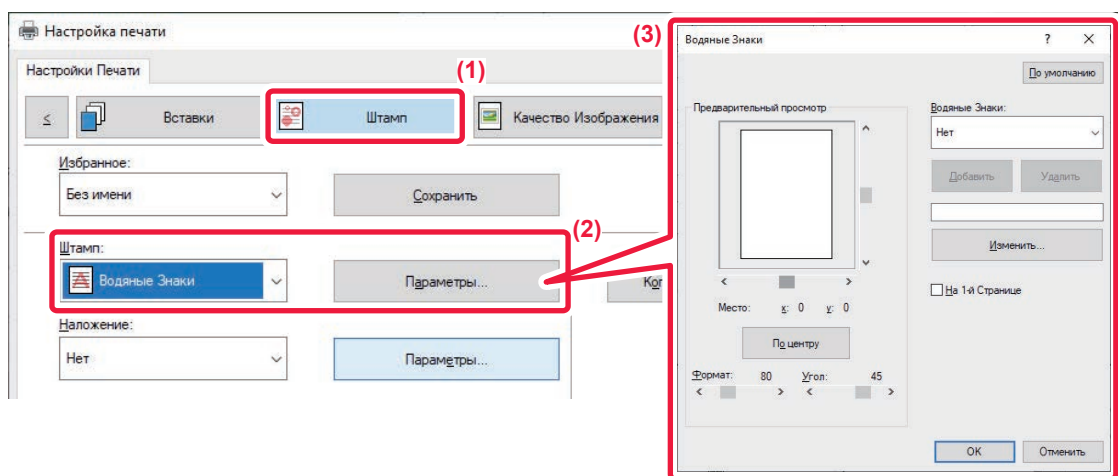 Настройка печати
Настройки Печати
(1)
<
Вставки
Штамп
Качество Изображения
Избранное:
Без имени
Сохранить
(2)
Штамп:
Водяные Знаки
Параметры...
Наложение:
Нет
Параметры...
(3)
Водяные Знаки
По умолчанию
Предварительный просмотр
Место: x: 0 y: 0
По центру
Формат: 80 Угол: 45
Водяные Знаки:
Нет
Добавить Удалить
Изменить...
На 1-й Странице
OK Отменить